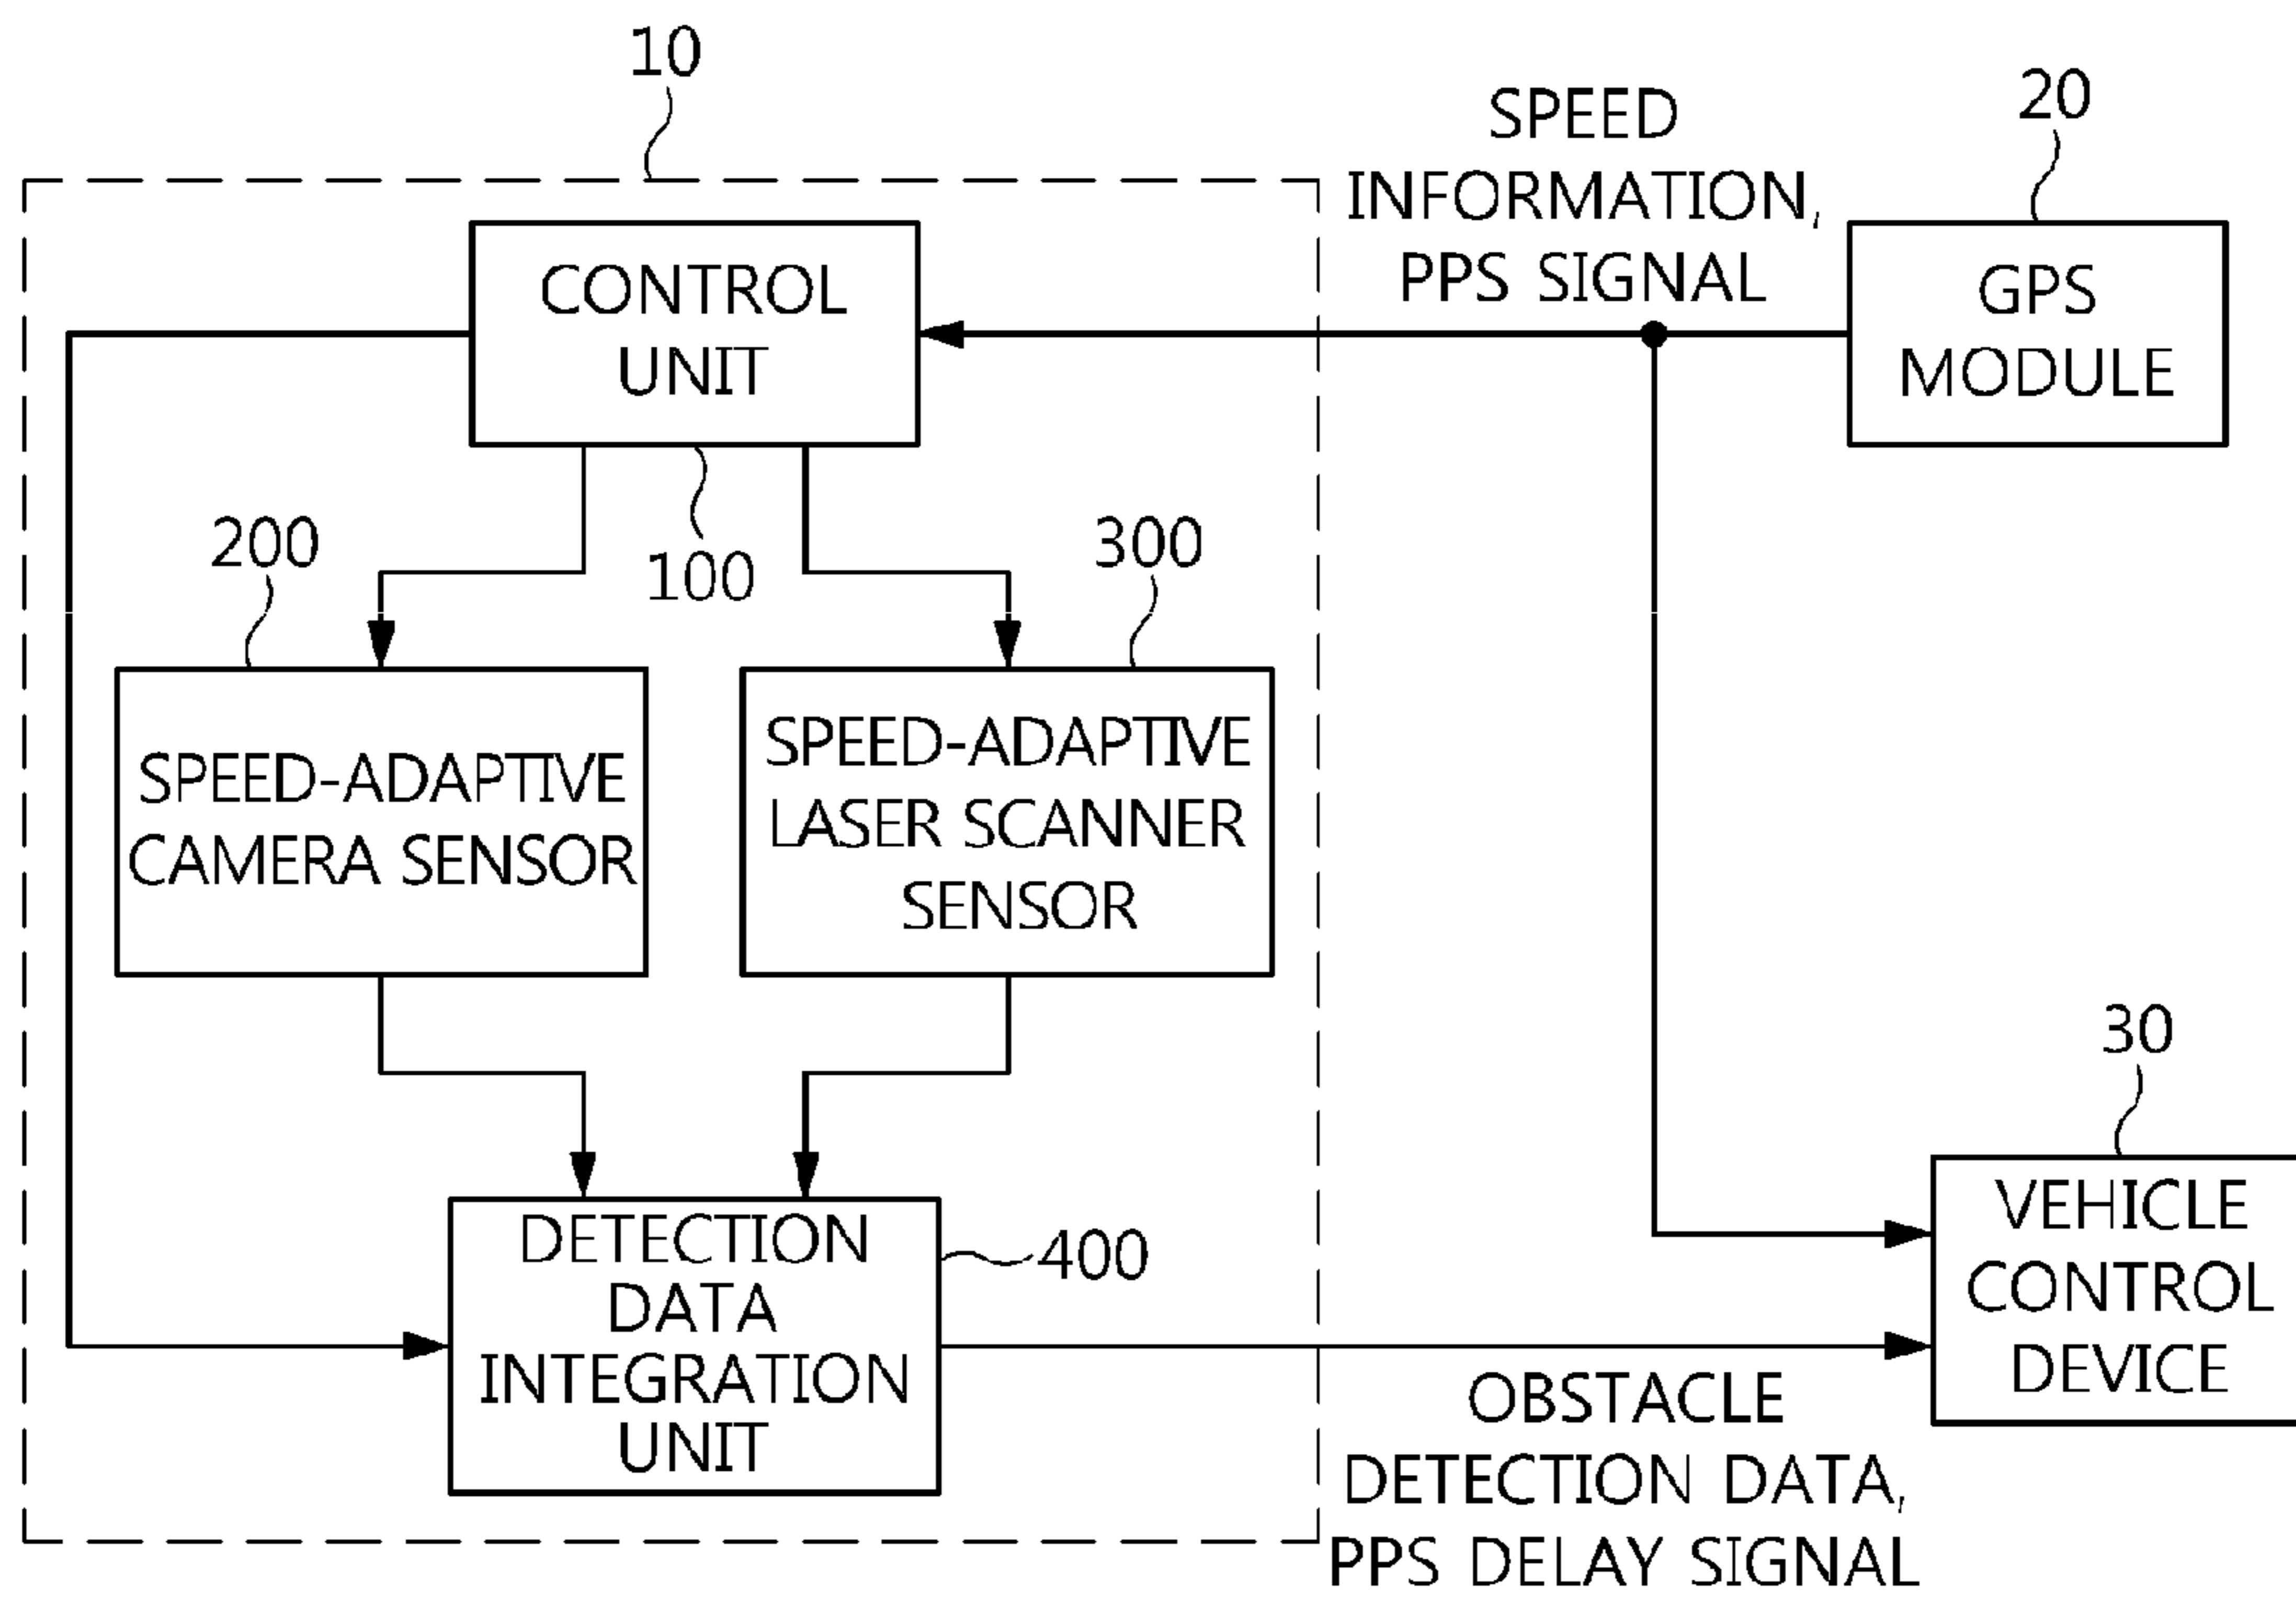 10
SPEED
INFORMATION,
PPS SIGNAL
20
CONTROL
UNIT
GPS
MODULE
200
100
300
SPEED-ADAPTIVE
CAMERA SENSOR
SPEED-ADAPTIVE
LASER SCANNER
SENSOR
30
DETECTION
DATA
INTEGRATION
UNIT
400
VEHICLE
CONTROL
DEVICE
OBSTACLE
DETECTION DATA,
PPS DELAY SIGNAL